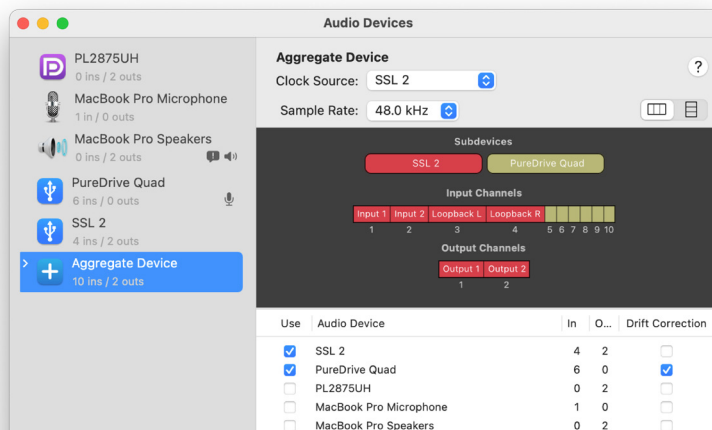 Audio Devices
PL2875UH
0 ins / 2 outs
MacBook Pro Microphone
1 in / 0 outs
MacBook Pro Speakers
0 ins / 2 outs
PureDrive Quad
6 ins / 0 outs
SSL 2
4 ins / 2 outs
Aggregate Device
10 ins / 2 outs
Aggregate Device
?
Clock Source: SSL 2
Sample Rate: 48.0 kHz
Subdevices
SSL 2 PureDrive Quad
Input Channels
Input 1 Input 2 Loopback L Loopback R
1 2 3 4 5 6 7 8 9 10
Output Channels
Output 1 Output 2
1 2
Use Audio Device In O... Drift Correction
SSL 2 4 2
PureDrive Quad 6 0
PL2875UH 0 2
MacBook Pro Microphone 1 0
MacBook Pro Speakers 0 2